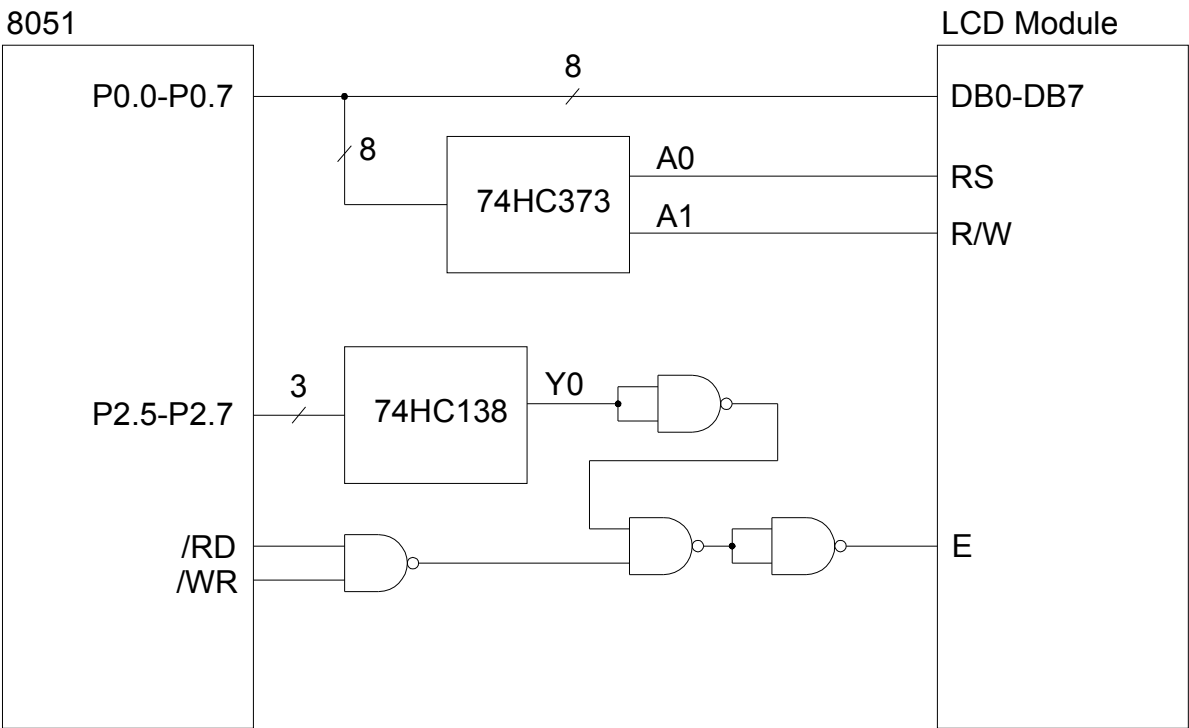 8051
LCD Module
P0.0-P0.7
8
DB0-DB7
8
74HC373
A0
RS
A1
R/W
P2.5-P2.7
3
74HC138
Y0
/RD
/WR
E